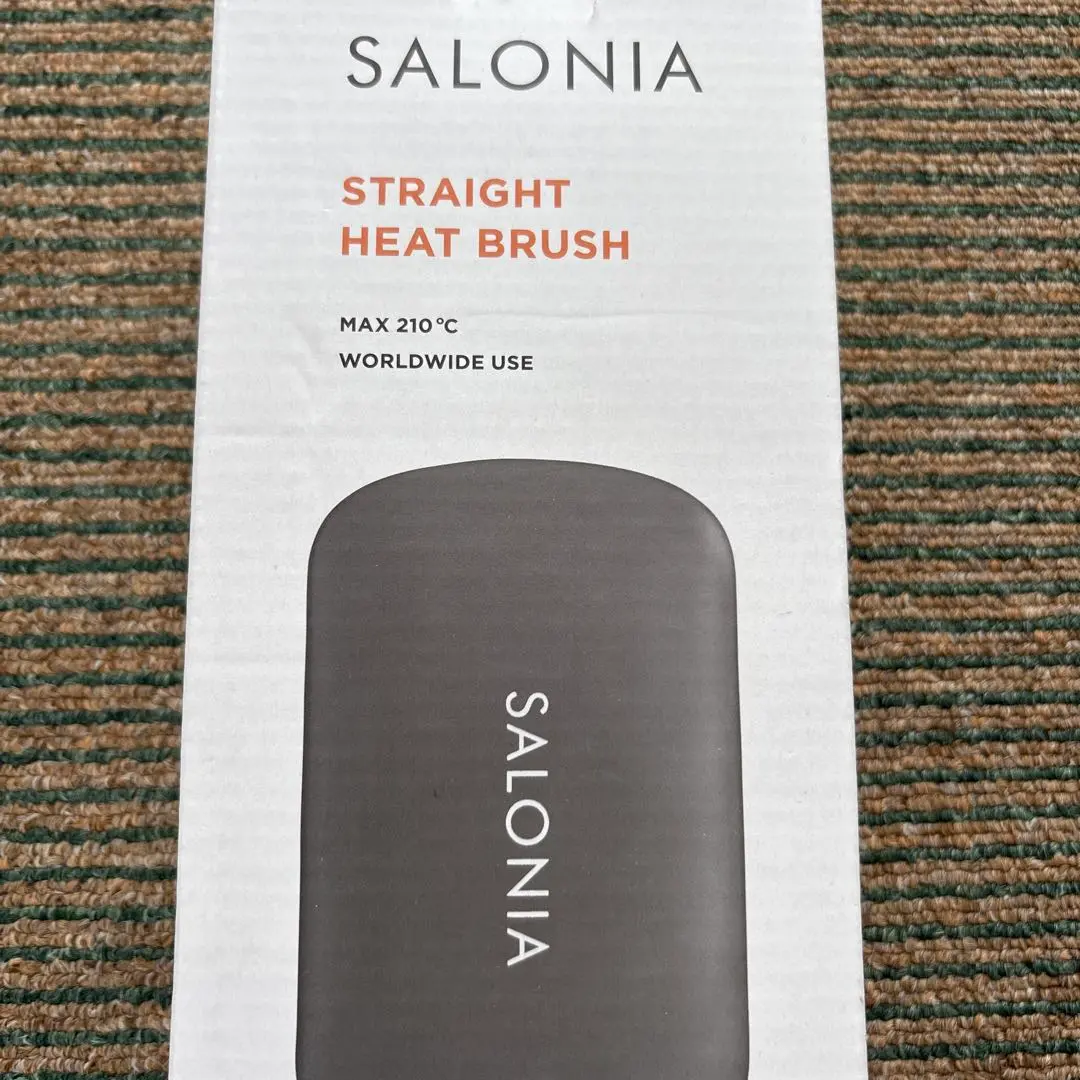 SALONIA
STRAIGHT
HEAT BRUSH
MAX 210°C
WORLDWIDE USE
SALONIA